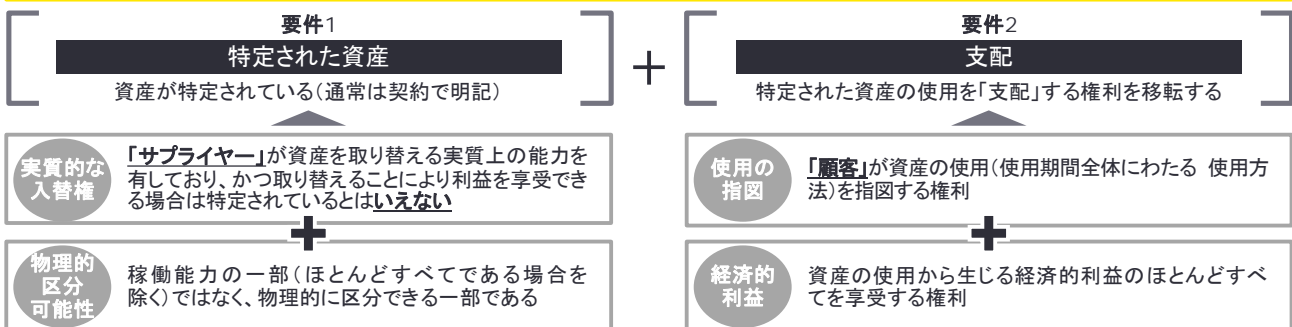 要件1
特定された資産
資産が特定されている(通常は契約で明記)
+
要件2
支配
特定された資産の使用を「支配」する権利を移転する
実質的な
入替権
「サプライヤー」が資産を取り替える実質上の能力を
有しており、かつ取り替えることにより利益を享受でき
る場合は特定されているとはいえない
+
物理的
区分
可能性
稼働能力の一部(ほとんどすべてである場合を
除く)ではなく、物理的に区分できる一部である
使用の
指図
「顧客」が資産の使用(使用期間全体にわたる 使用方
法)を指図する権利
+
経済的
利益
資産の使用から生じる経済的利益のほとんどすべ
てを享受する権利